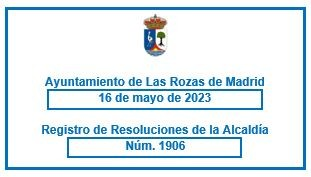 Ayuntamiento de Las Rozas de Madrid
16 de mayo de 2023
Registro de Resoluciones de la Alcaldía
Núm. 1906